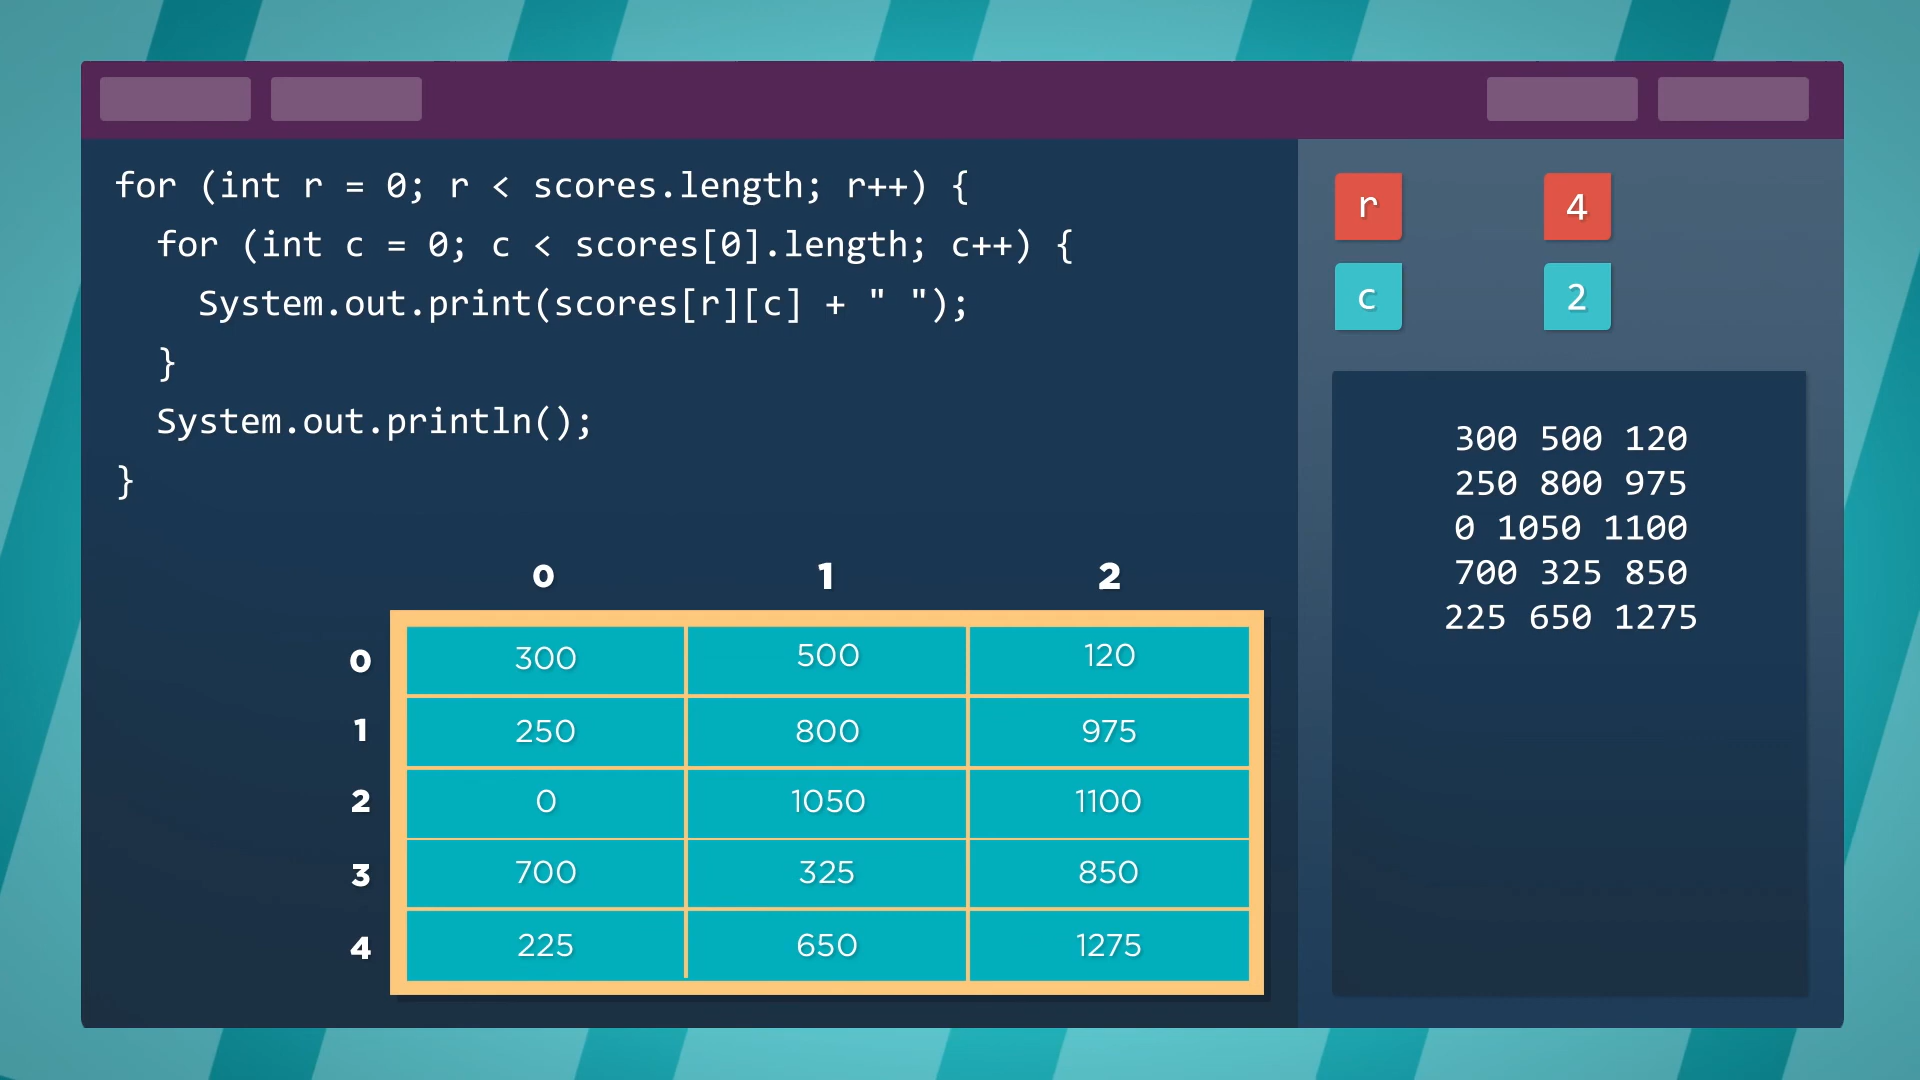 for (int r = 0; r < scores.length; r++) {
for (int c = 0; c < scores[0].length; c++) {
System.out.print(scores[r][c] + " ");
}
System.out.println();
}
r 4
c 2
300 500 120
250 800 975
0 1050 1100
700 325 850
225 650 1275
0 1 2
0 300 500 120
1 250 800 975
2 0 1050 1100
3 700 325 850
4 225 650 1275